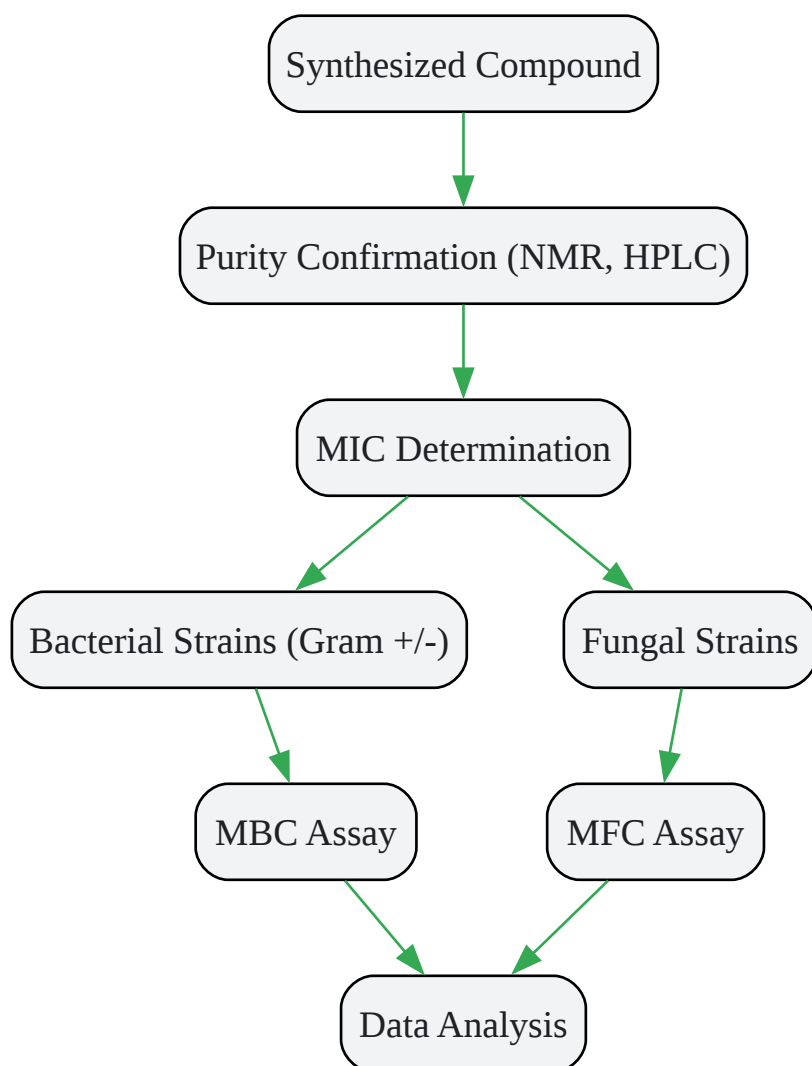 Synthesized Compound
Purity Confirmation (NMR, HPLC)
MIC Determination
Bacterial Strains (Gram +/-)
Fungal Strains
MBC Assay
MFC Assay
Data Analysis